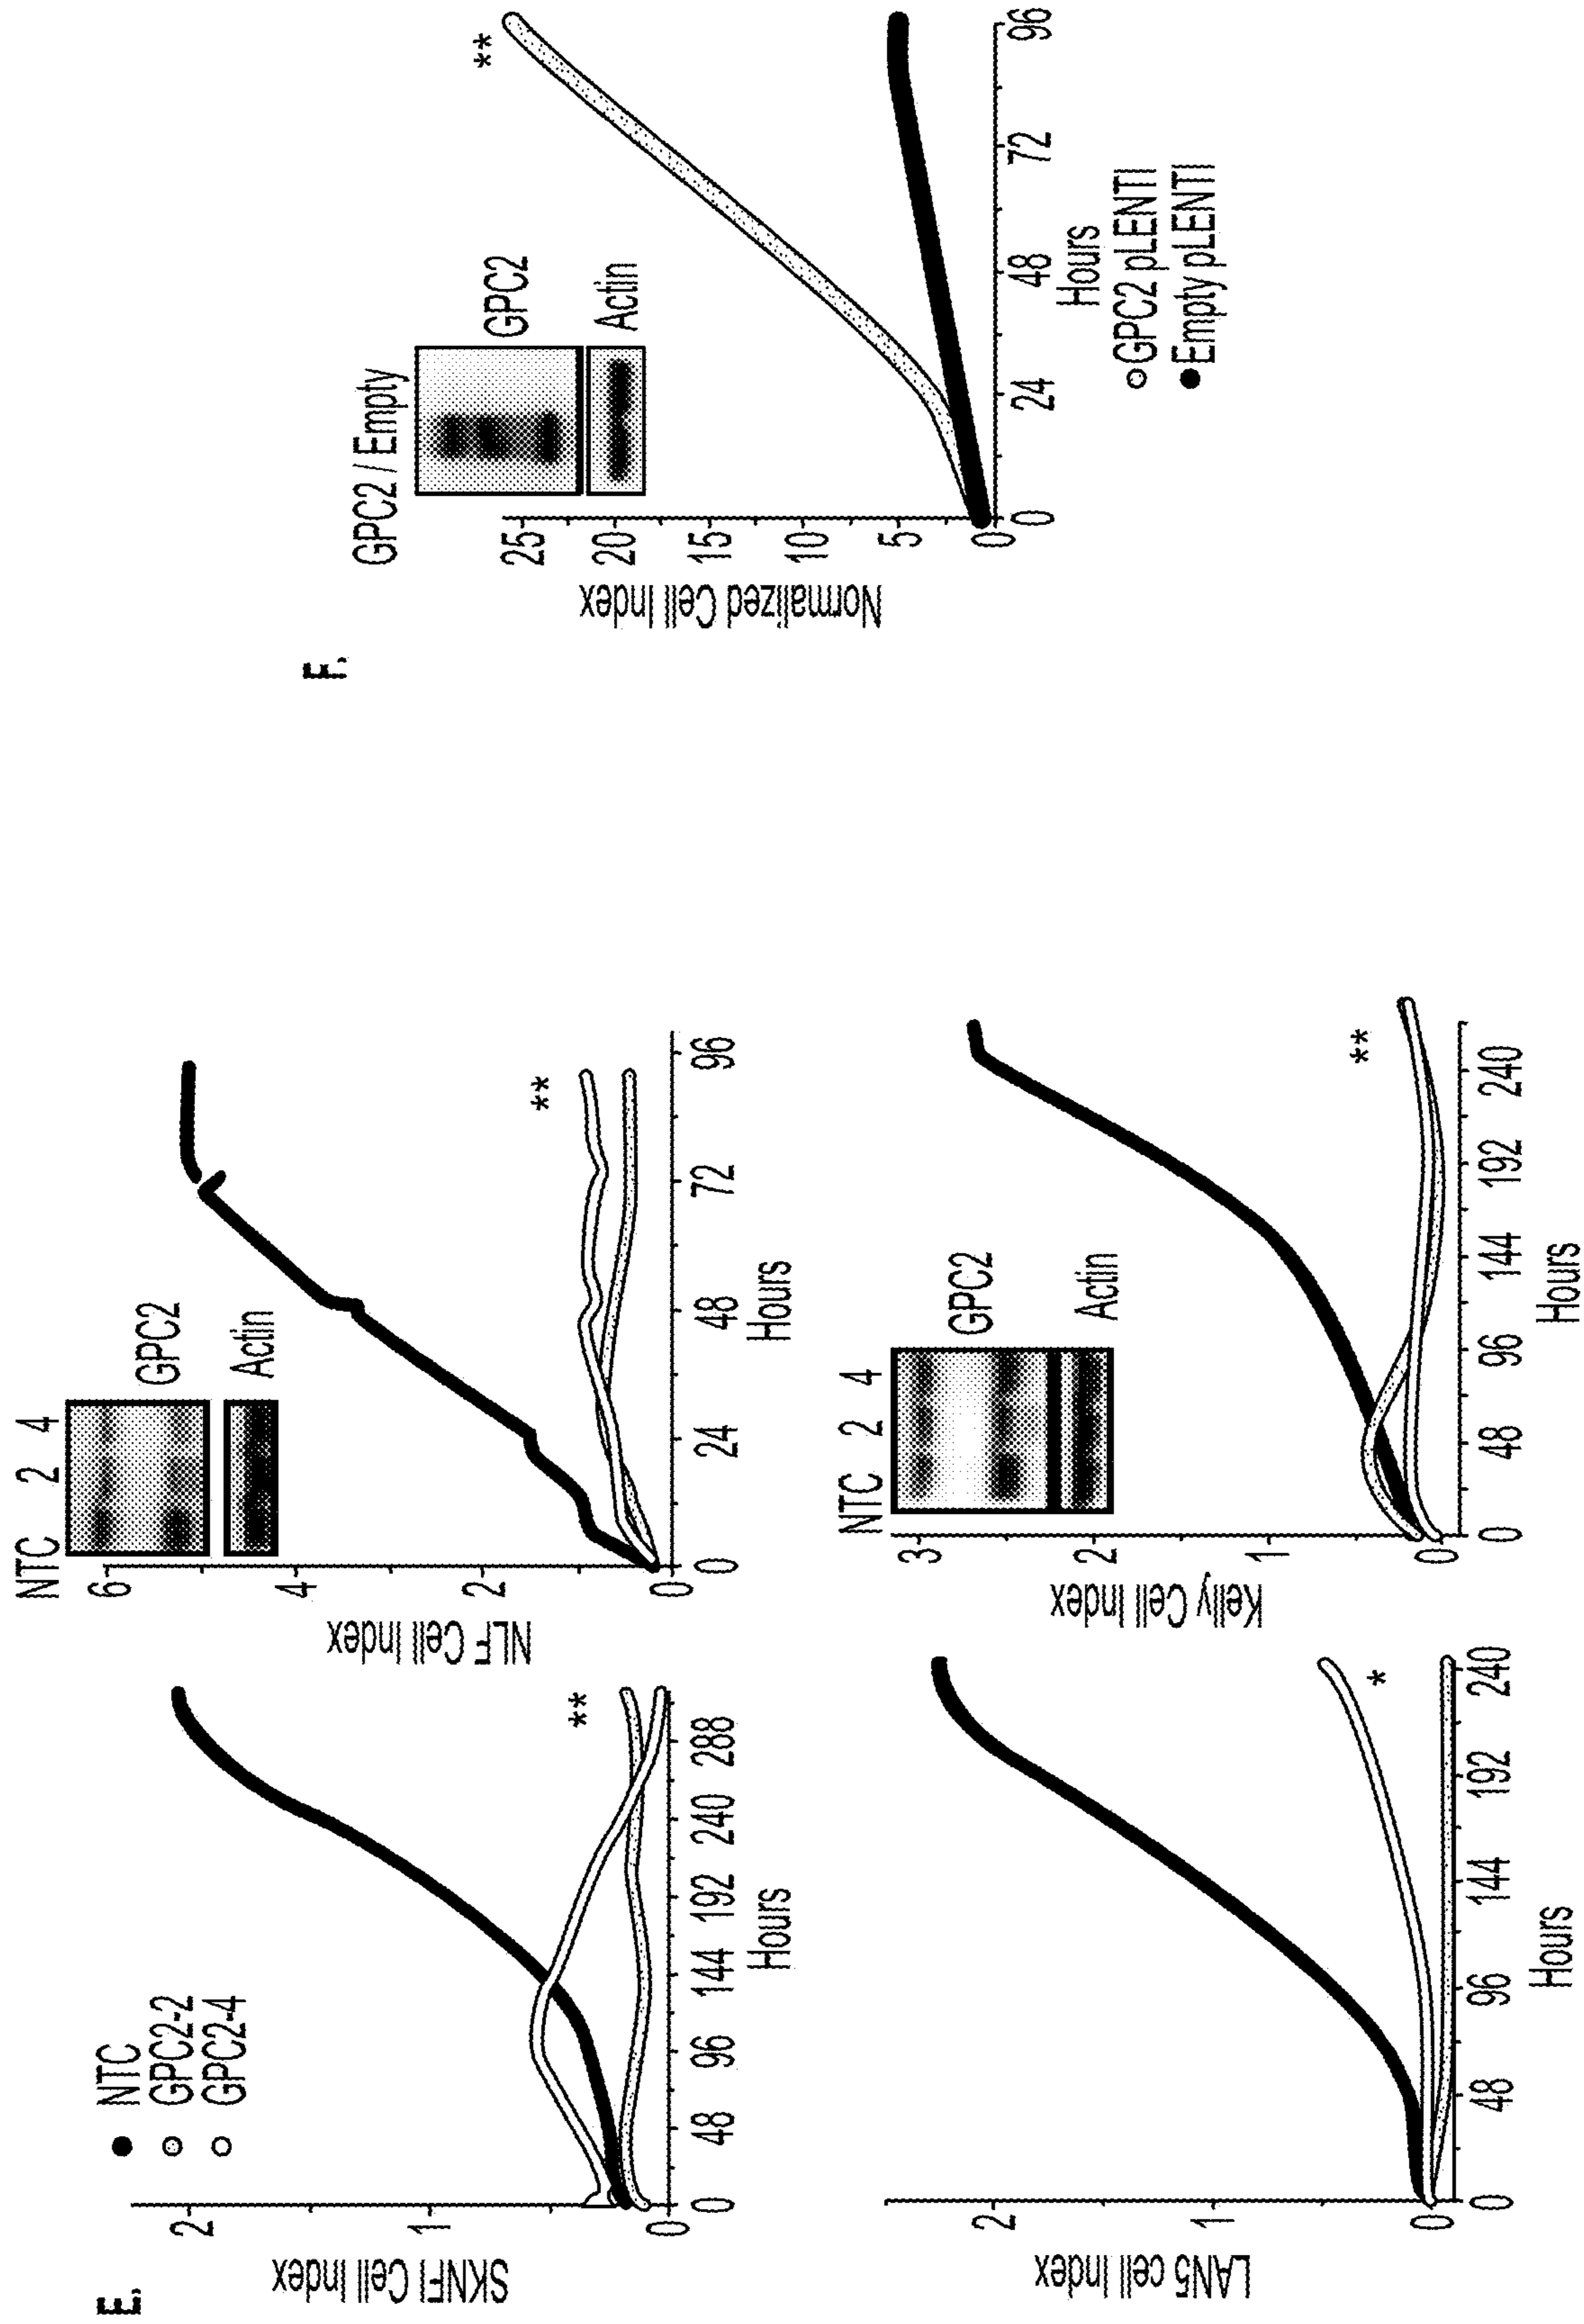 E.
● NTC
GPC2-2
○ GPC2-4
SKNFI Cell Index
2
1
0
**
0 48 96 144 192 240 288
Hours
NTC 2 4
GPC2
Actin
NLF Cell Index
6
4
2
0
**
0 24 48 72 96
Hours
LAN5 cell Index
2
1
0
*
0 48 96 144 192 240
Hours
NTC 2 4
GPC2
Actin
Kelly Cell Index
3
2
1
0
**
0 48 96 144 192 240
Hours
F.
GPC2 / Empty
GPC2
Actin
Normalized Cell Index
25
20
15
10
5
0
**
0 24 48 72 96
Hours
○ GPC2 pLENTI
● Empty pLENTI